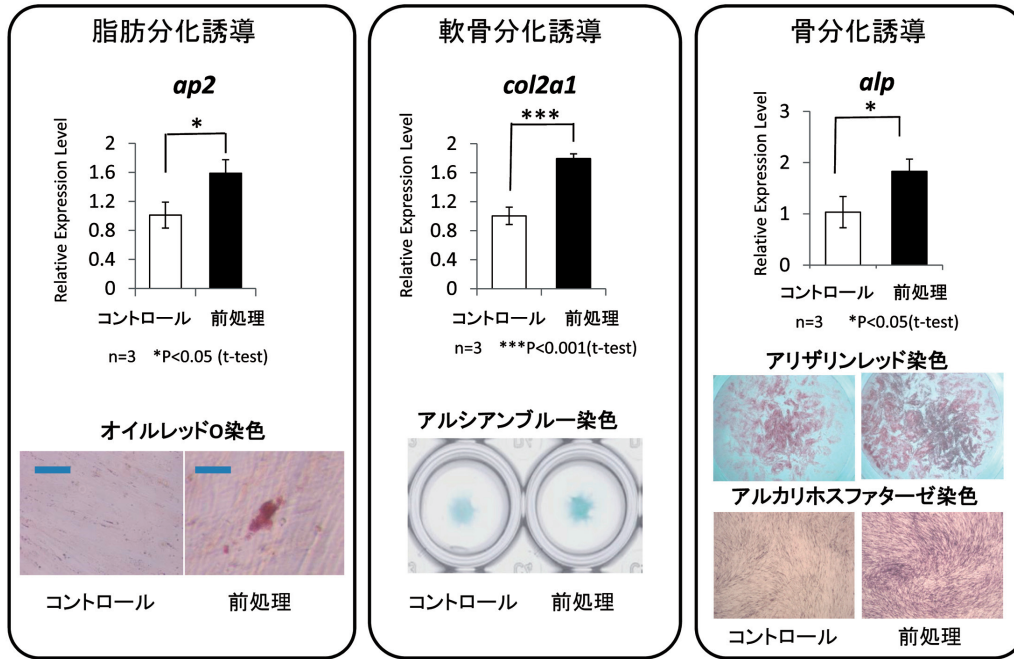 脂肪分化誘導
ap2
*
Relative Expression Level
2
1.6
1.2
0.8
0.4
0
コントロール 前処理
n=3 *P<0.05 (t-test)
オイルレッドO染色
コントロール 前処理
軟骨分化誘導
col2a1
***
Relative Expression Level
2
1.6
1.2
0.8
0.4
0
コントロール 前処理
n=3 ***P<0.001(t-test)
アルシアンブルー染色
コントロール 前処理
骨分化誘導
alp
*
Relative Expression Level
3
2
1
0
コントロール 前処理
n=3 *P<0.05(t-test)
アリザリンレッド染色
アルカリホスファターゼ染色
コントロール 前処理